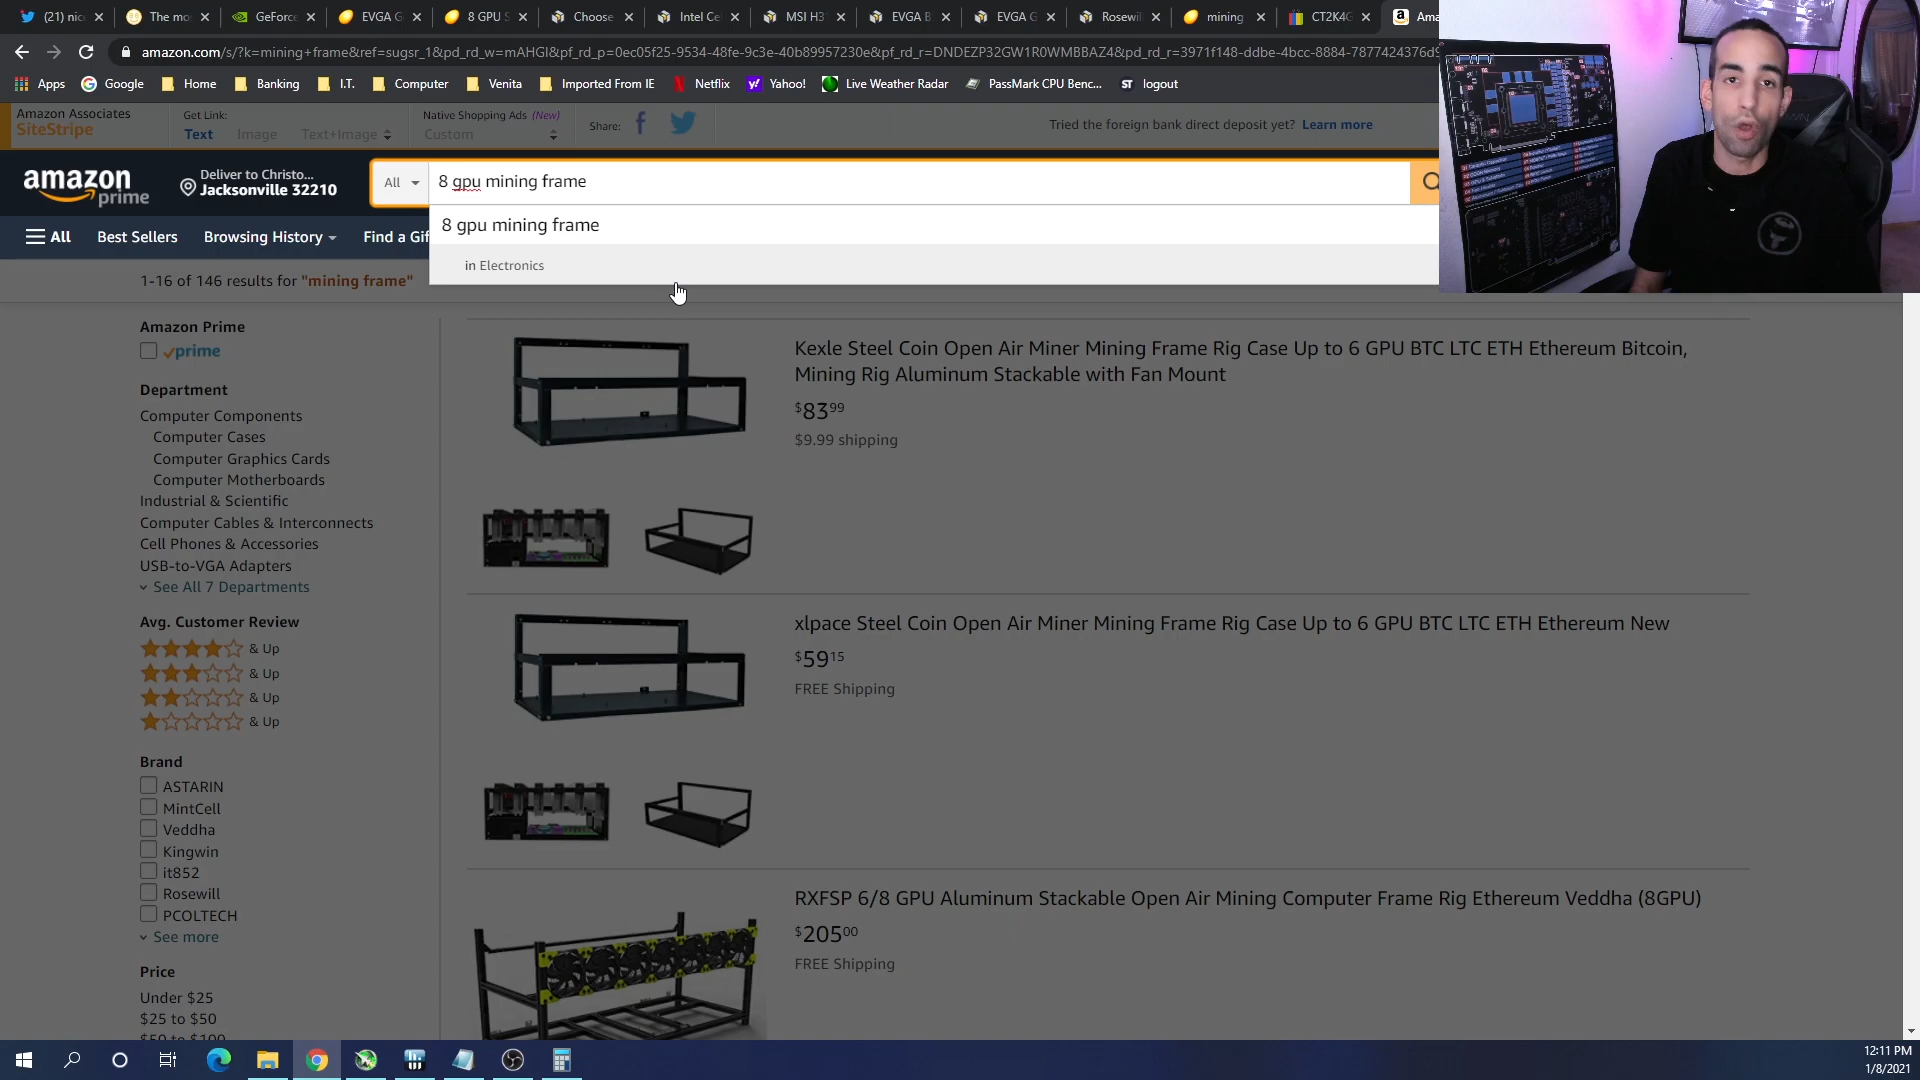 (21) nic
The mo
GeForce
EVGA G
8 GPU S
Choose
Intel Ce
MSI H3
EVGA B
EVGA G
Rosewil
mining
CT2K4G
Ama
amazon.com/s/?k=mining+frame&ref=sugsr_1&pd_rd_w=mAHGI&pf_rd_p=0ec05f25-9534-48fe-9c3e-40b89957230e&pf_rd_r=DNDEZP32GW1R0WMBBAZ4&pd_rd_r=3971f148-ddbe-4bcc-8884-7877424376d9
Apps
Google
Home
Banking
I.T.
Computer
Venita
Imported From IE
Netflix
Yahoo!
Live Weather Radar
PassMark CPU Benc...
logout
Amazon Associates
SiteStripe
Get Link:
Text
Image
Text+Image
Native Shopping Ads (New)
Custom
Share:
Tried the foreign bank direct deposit yet? Learn more
amazon
prime
Deliver to Christo...
Jacksonville 32210
All
8 gpu mining frame
8 gpu mining frame
in Electronics
All
Best Sellers
Browsing History
Find a Gif
1-16 of 146 results for "mining frame"
Amazon Prime
prime
Department
Computer Components
Computer Cases
Computer Graphics Cards
Computer Motherboards
Industrial & Scientific
Computer Cables & Interconnects
Cell Phones & Accessories
USB-to-VGA Adapters
See All 7 Departments
Avg. Customer Review
& Up
& Up
& Up
& Up
Brand
ASTARIN
MintCell
Veddha
Kingwin
it852
Rosewill
PCOLTECH
See more
Price
Under $25
$25 to $50
$50 to $100
Kexle Steel Coin Open Air Miner Mining Frame Rig Case Up to 6 GPU BTC LTC ETH Ethereum Bitcoin,
Mining Rig Aluminum Stackable with Fan Mount
$83.99
$9.99 shipping
xlpace Steel Coin Open Air Miner Mining Frame Rig Case Up to 6 GPU BTC LTC ETH Ethereum New
$59.15
FREE Shipping
RXFSP 6/8 GPU Aluminum Stackable Open Air Mining Computer Frame Rig Ethereum Veddha (8GPU)
$205.00
FREE Shipping
12:11 PM
1/8/2021